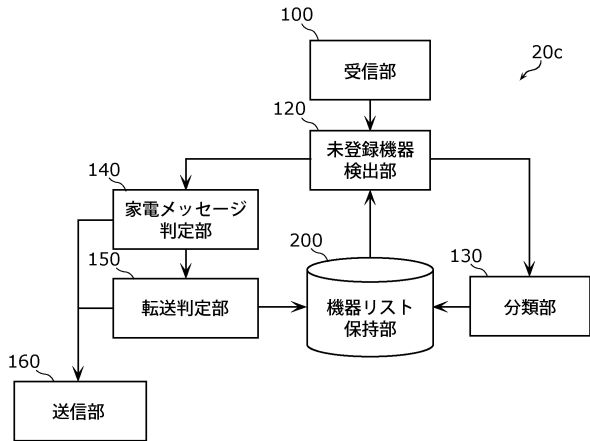 100
受信部
20c
120
未登録機器
検出部
140
家電メッセージ
判定部
200
130
150
転送判定部
機器リスト
保持部
分類部
160
送信部